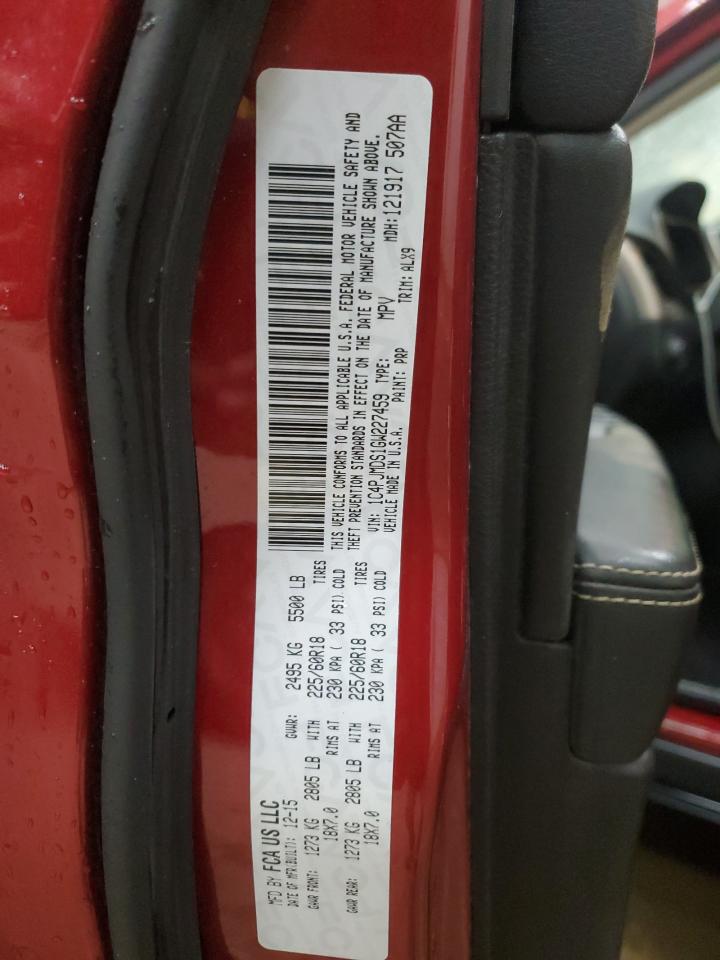 MFD BY FCA US LLC
DATE OF MFR(BUILT): 12-15 GVWR: 2495 KG 5500 LB
GAWR FRONT: 1273 KG 2805 LB WITH 225/60R18 TIRES
18X7.0 RIMS AT 230 KPA ( 33 PSI) COLD
GAWR REAR: 1273 KG 2805 LB WITH 225/60R18 TIRES
18X7.0 RIMS AT 230 KPA ( 33 PSI) COLD
THIS VEHICLE CONFORMS TO ALL APPLICABLE U.S.A. FEDERAL MOTOR VEHICLE SAFETY AND
THEFT PREVENTION STANDARDS IN EFFECT ON THE DATE OF MANUFACTURE SHOWN ABOVE.
VIN: 1C4PJMDS1GW227459 TYPE: MPV MDH:121917 507AA
VEHICLE MADE IN U.S.A. PAINT: PRP TRIM: ALX9